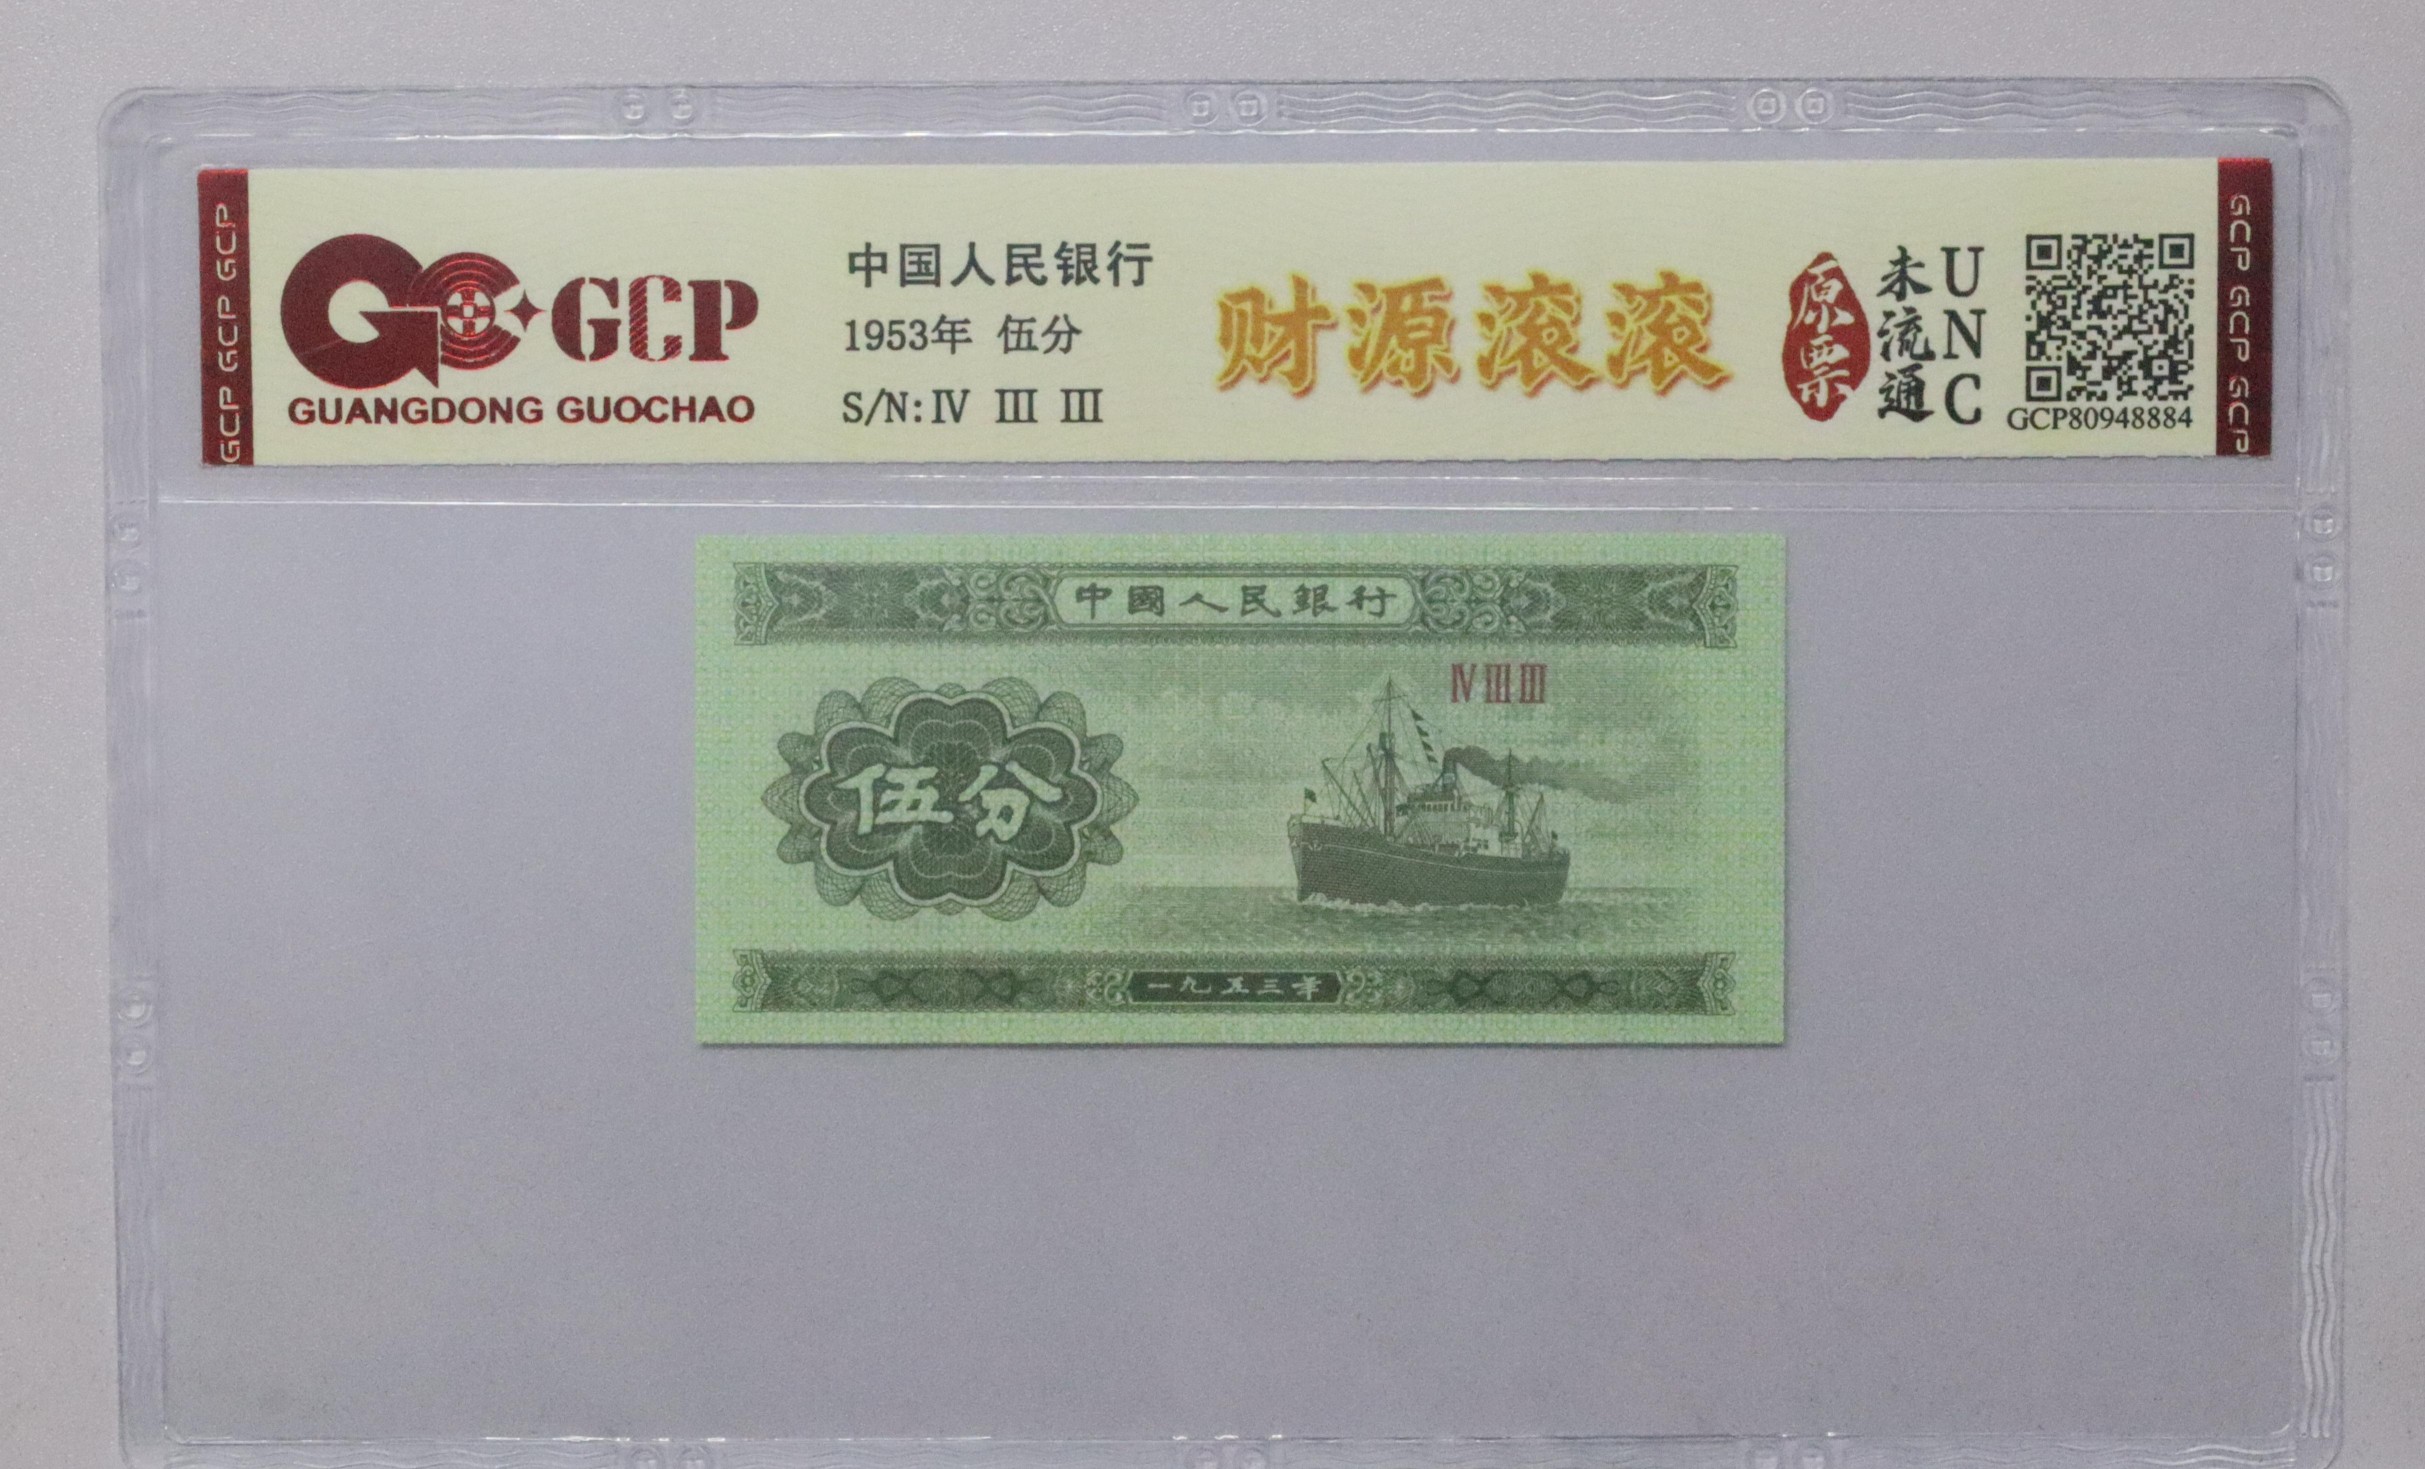 GCP GCP GCP
GCP
GUANGDONG GUOCHAO
中国人民银行
1953年 伍分
S/N: IV III III
财源滚滚
原票
未流通
UNC
GCP80948884
GCP GCP GCP
中國人民銀行
IV III III
伍分
一九五三年